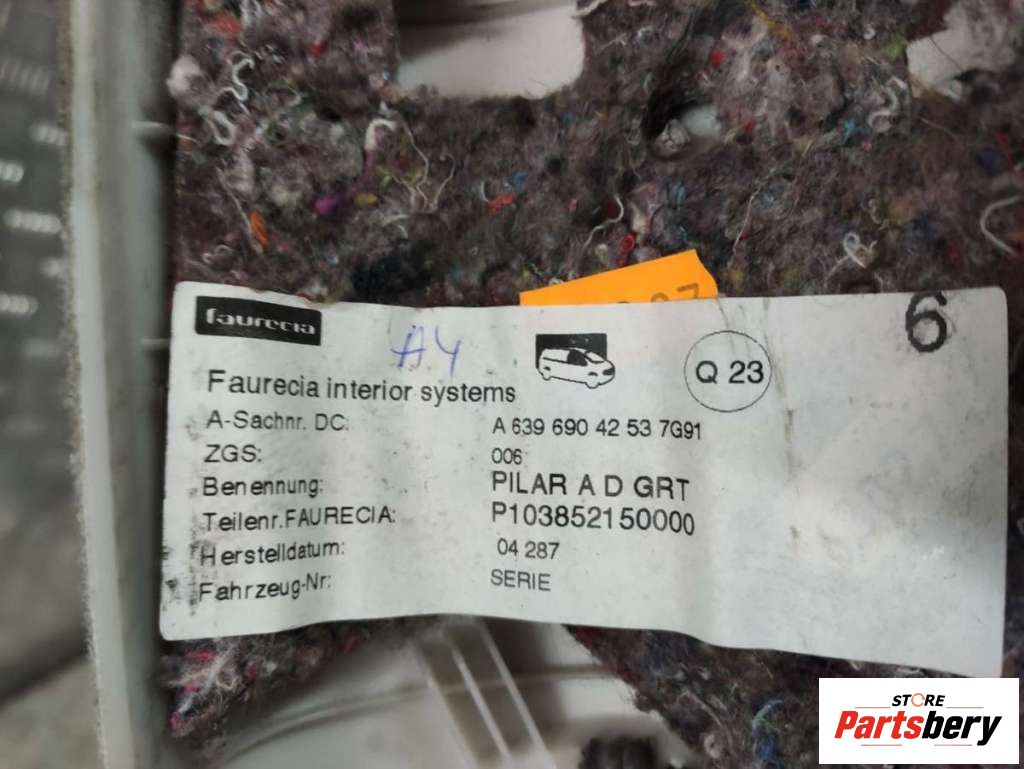 faurecia
A4
Q 23
6
Faurecia interior systems
A-Sachnr. DC: A 639 690 42 53 7G91
ZGS: 006
Benennung: PILAR A D GRT
Teilenr.FAURECIA: P103852150000
Herstelldatum: 04 287
Fahrzeug-Nr: SERIE
STORE
Partsbery